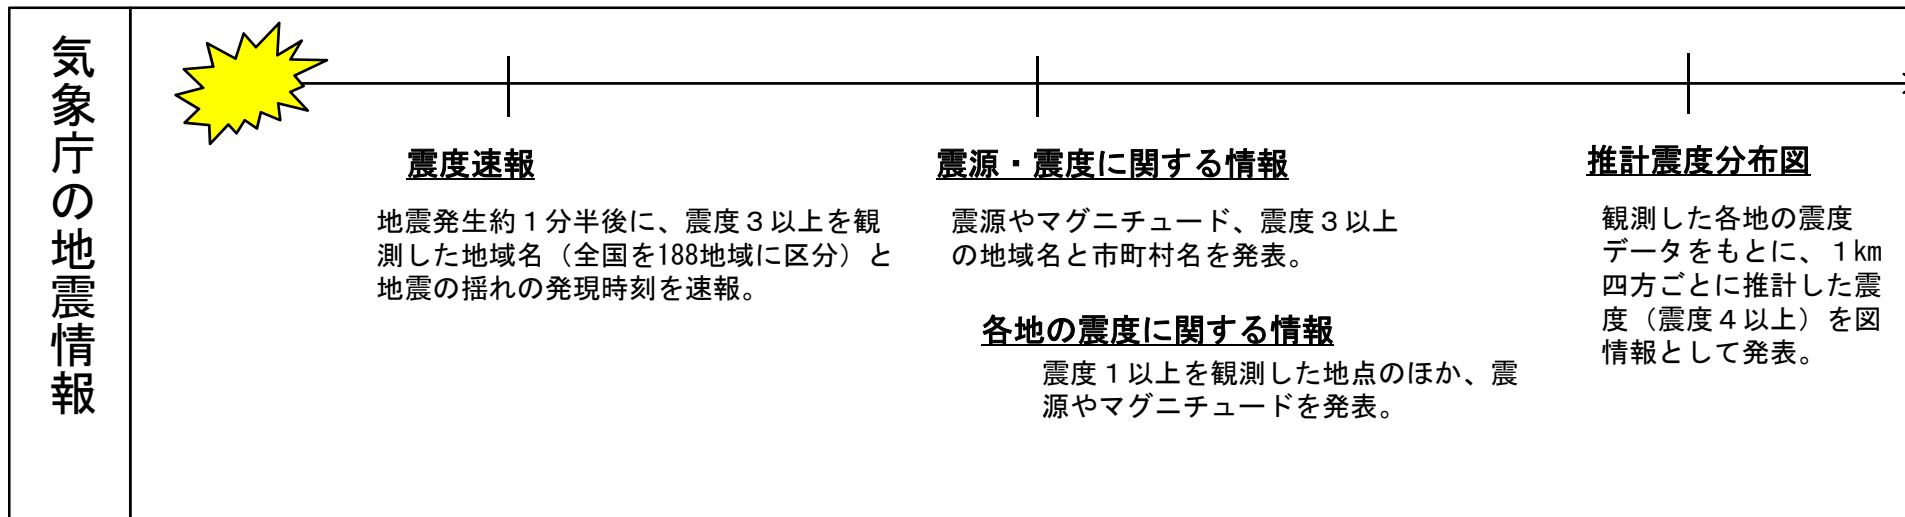 気象庁の地震情報
震度速報
地震発生約１分半後に、震度３以上を観
測した地域名（全国を188地域に区分）と
地震の揺れの発現時刻を速報。
震源・震度に関する情報
震源やマグニチュード、震度３以上
の地域名と市町村名を発表。
各地の震度に関する情報
震度１以上を観測した地点のほか、震
源やマグニチュードを発表。
推計震度分布図
観測した各地の震度
データをもとに、１km
四方ごとに推計した震
度（震度４以上）を図
情報として発表。